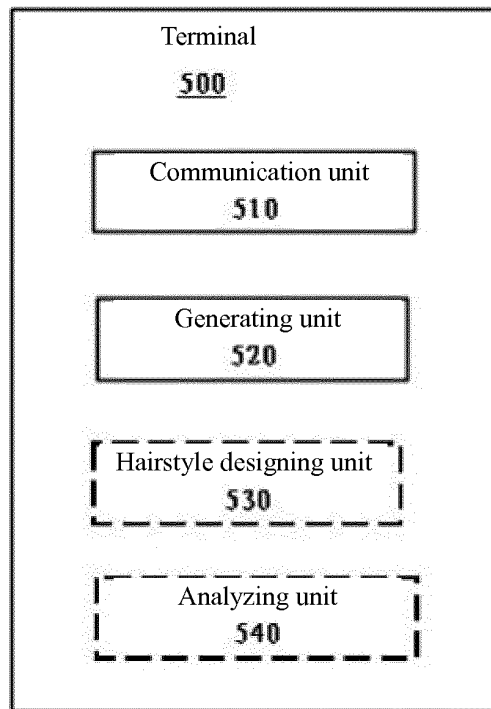 Terminal
500
Communication unit
510
Generating unit
520
Hairstyle designing unit
530
Analyzing unit
540